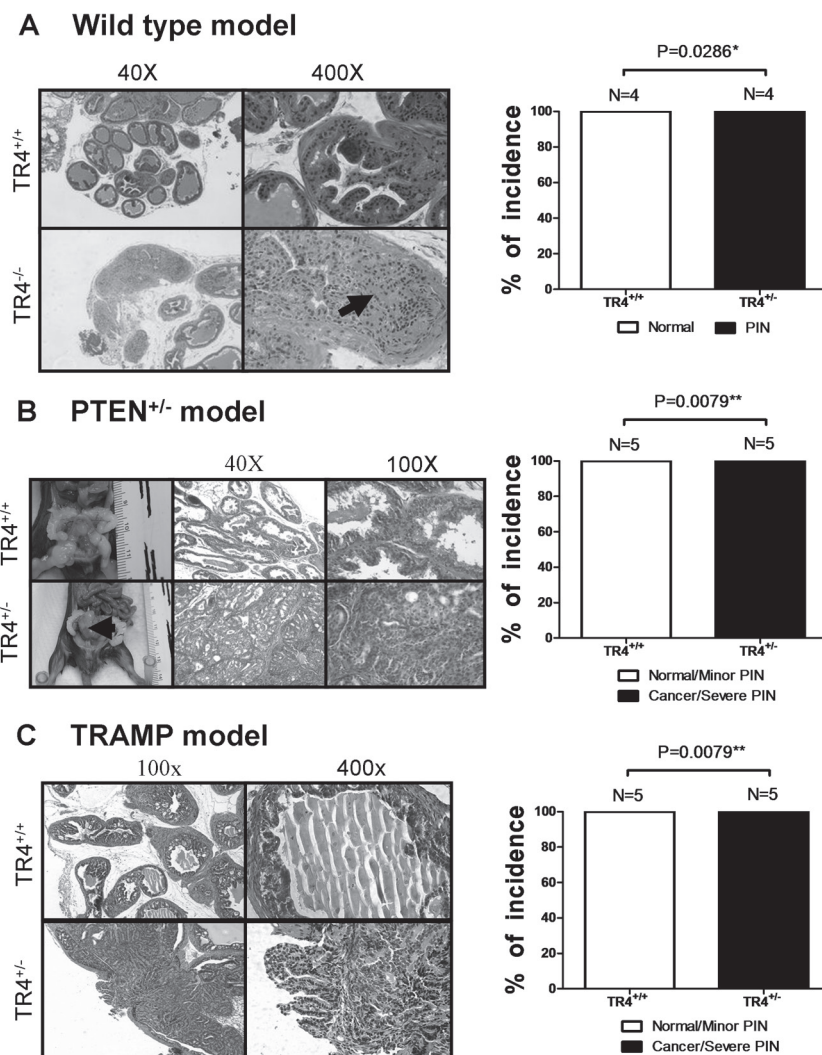 A Wild type model
40X 400X
TR4+/+
TR4-/-
P=0.0286*
N=4 N=4
% of incidence
100
80
60
40
20
0
TR4+/+ TR4+/-
Normal PIN
B PTEN+/- model
40X 100X
TR4+/+
TR4+/-
P=0.0079**
N=5 N=5
% of incidence
100
80
60
40
20
0
TR4+/+ TR4+/-
Normal/Minor PIN
Cancer/Severe PIN
C TRAMP model
100x 400x
TR4+/+
TR4+/-
P=0.0079**
N=5 N=5
% of incidence
100
80
60
40
20
0
TR4+/+ TR4+/-
Normal/Minor PIN
Cancer/Severe PIN